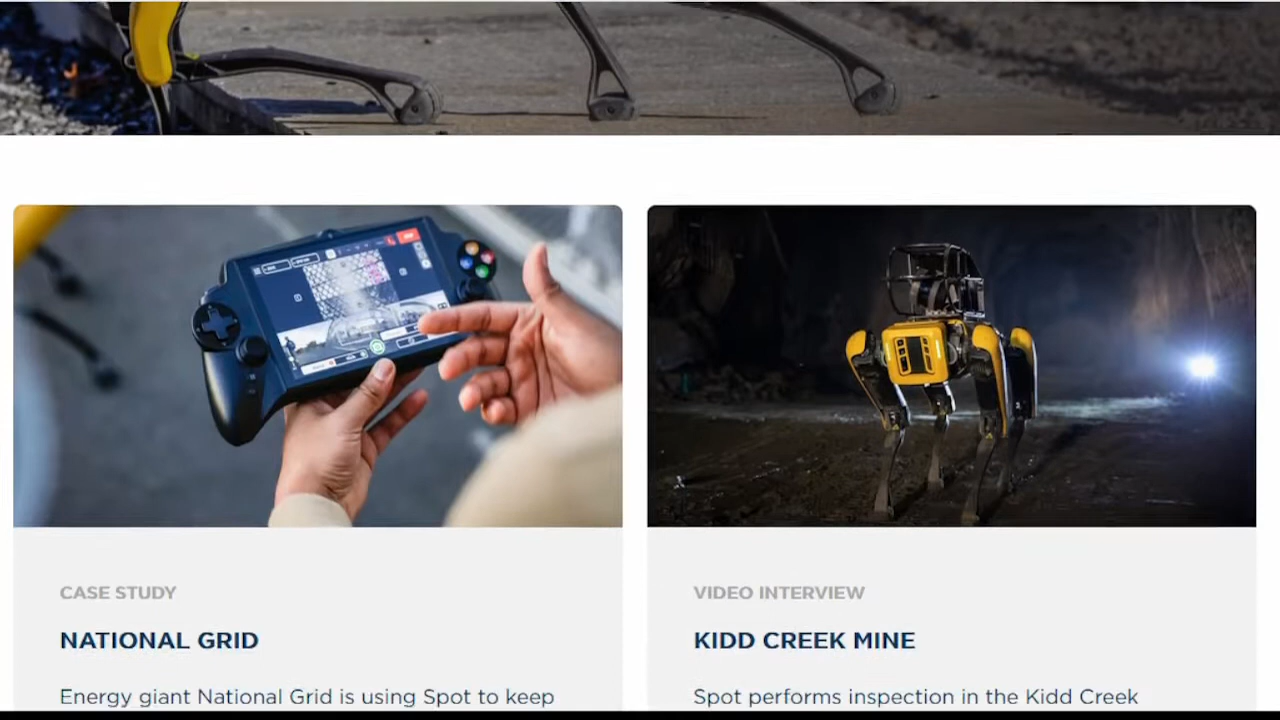 CASE STUDY
NATIONAL GRID
Energy giant National Grid is using Spot to keep
VIDEO INTERVIEW
KIDD CREEK MINE
Spot performs inspection in the Kidd Creek